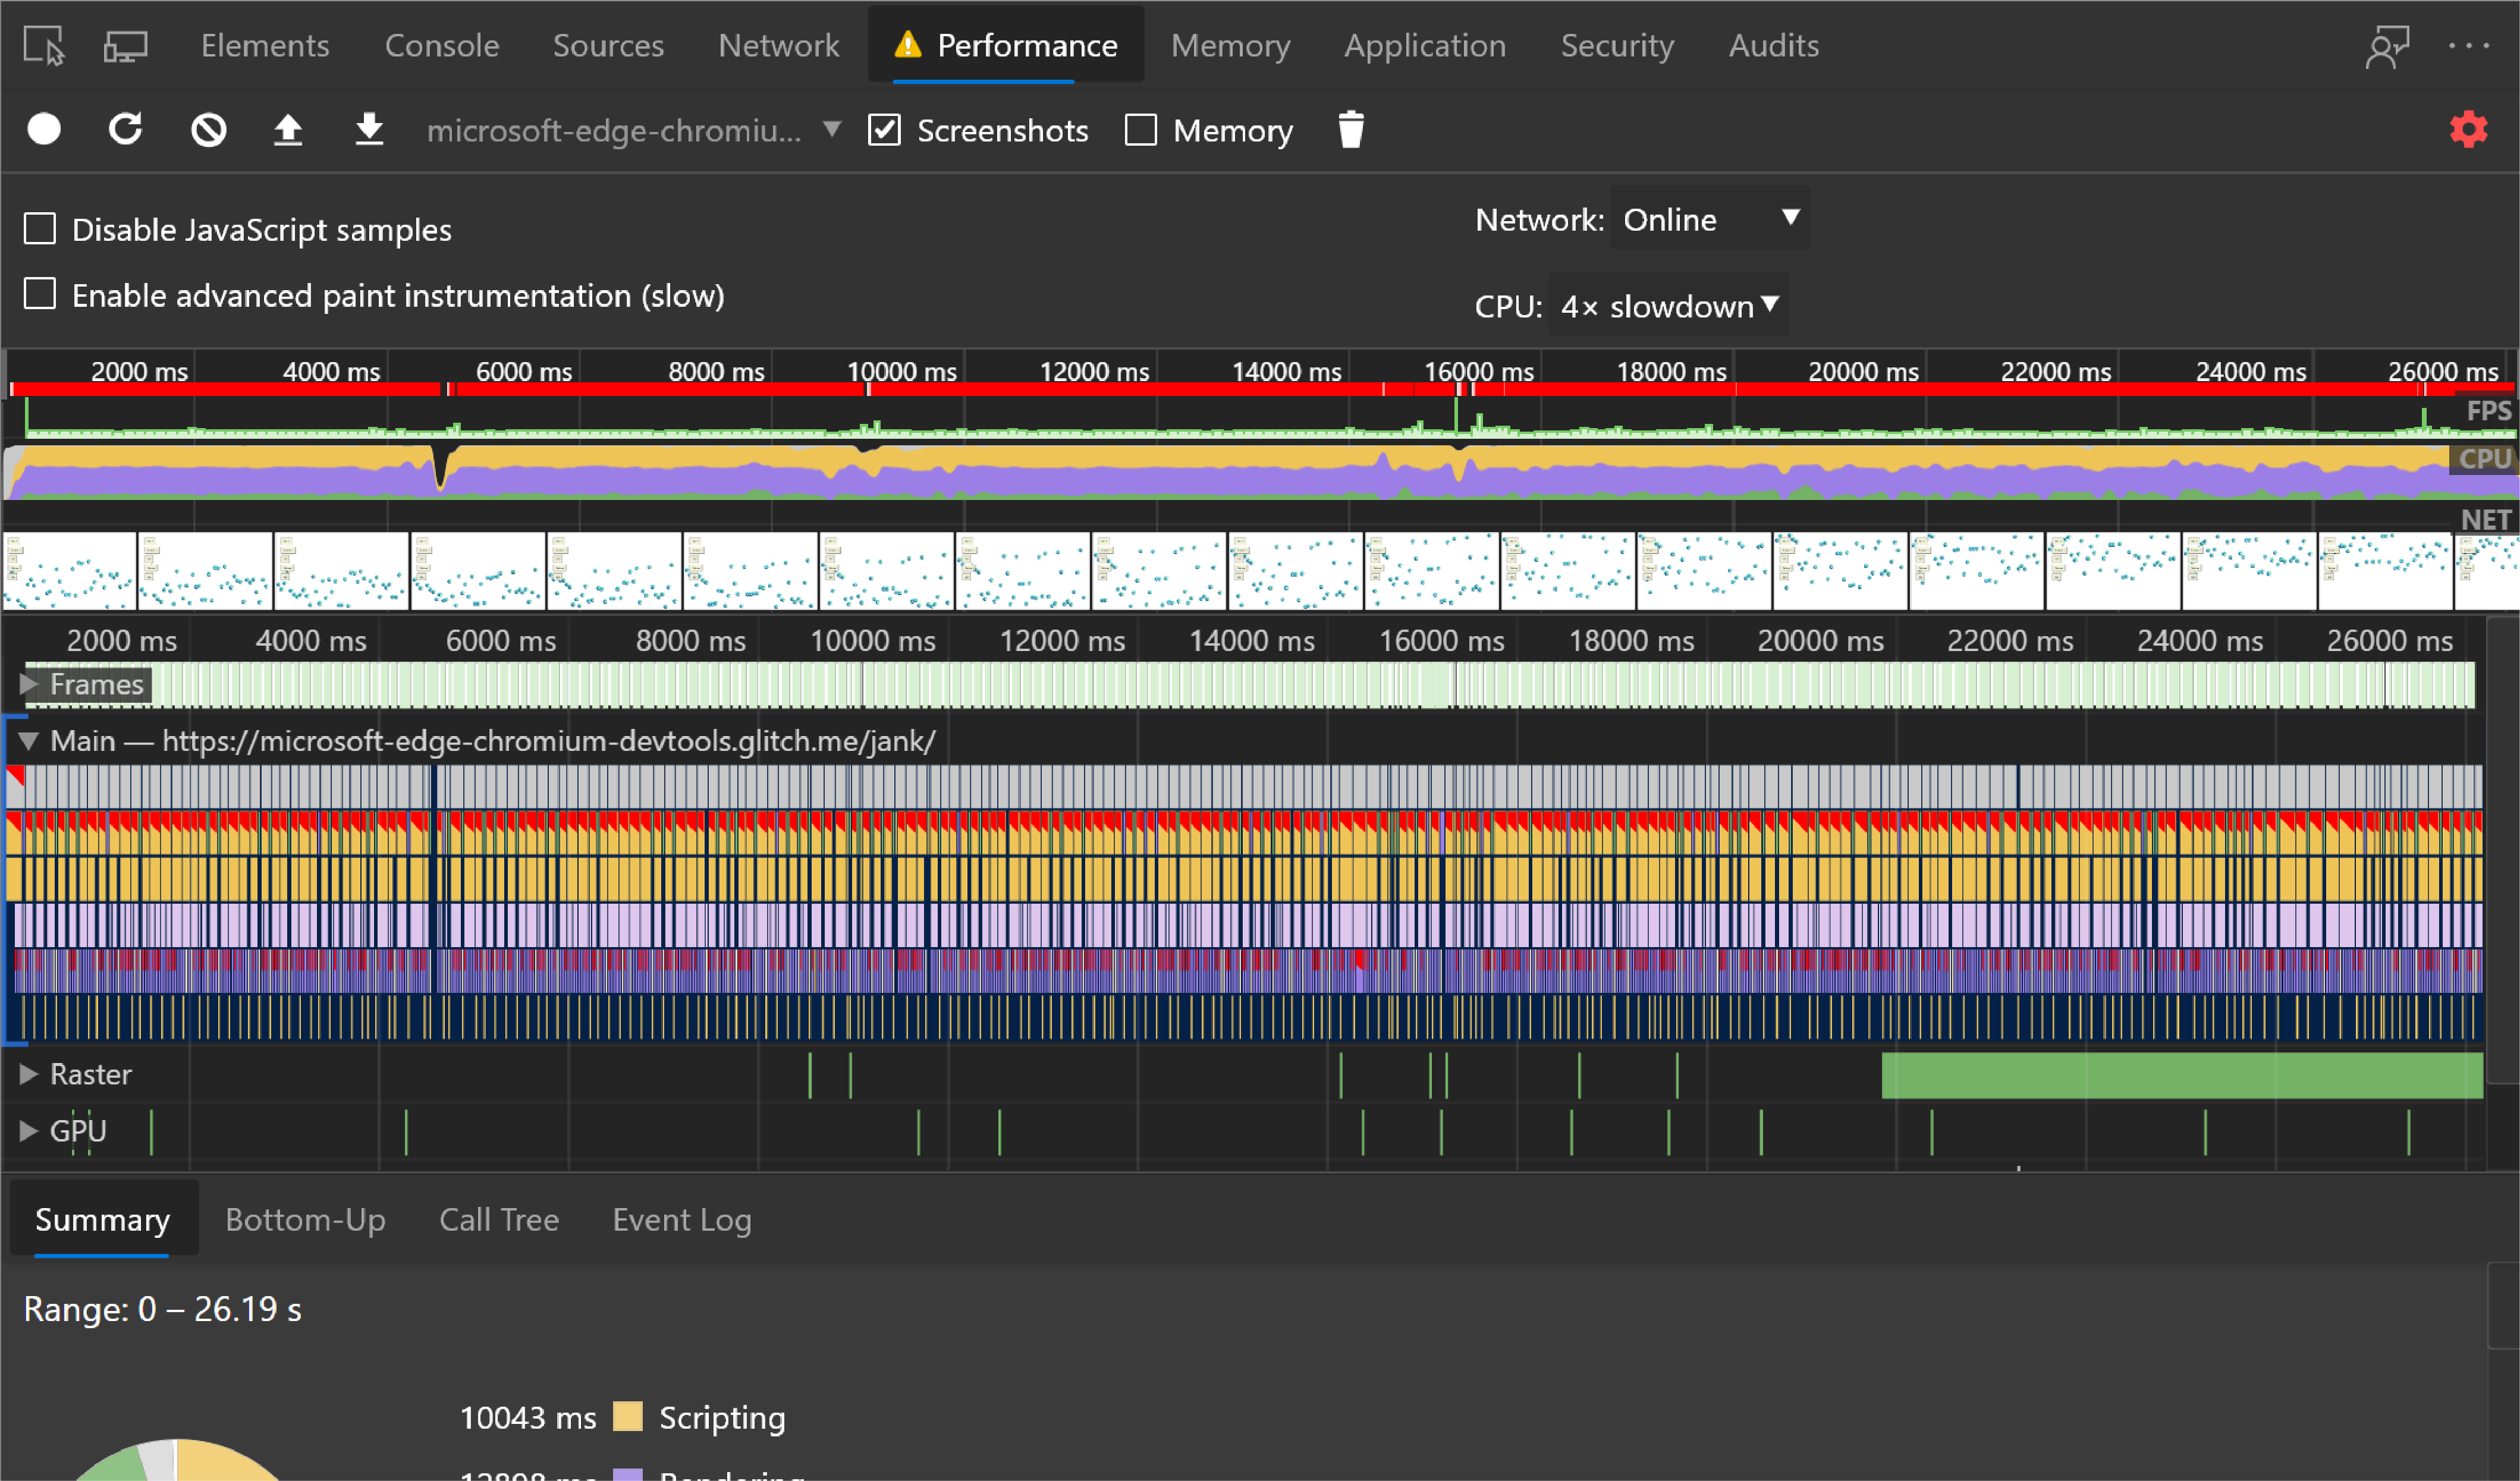 Elements Console Sources Network Performance Memory Application Security Audits
microsoft-edge-chromiu... Screenshots Memory
Disable JavaScript samples
Network: Online
Enable advanced paint instrumentation (slow)
CPU: 4× slowdown
2000 ms 4000 ms 6000 ms 8000 ms 10000 ms 12000 ms 14000 ms 16000 ms 18000 ms 20000 ms 22000 ms 24000 ms 26000 ms
FPS
CPU
NET
2000 ms 4000 ms 6000 ms 8000 ms 10000 ms 12000 ms 14000 ms 16000 ms 18000 ms 20000 ms 22000 ms 24000 ms 26000 ms
Frames
Main — https://microsoft-edge-chromium-devtools.glitch.me/jank/
Raster
GPU
Summary Bottom-Up Call Tree Event Log
Range: 0 – 26.19 s
10043 ms Scripting
ms Rendering